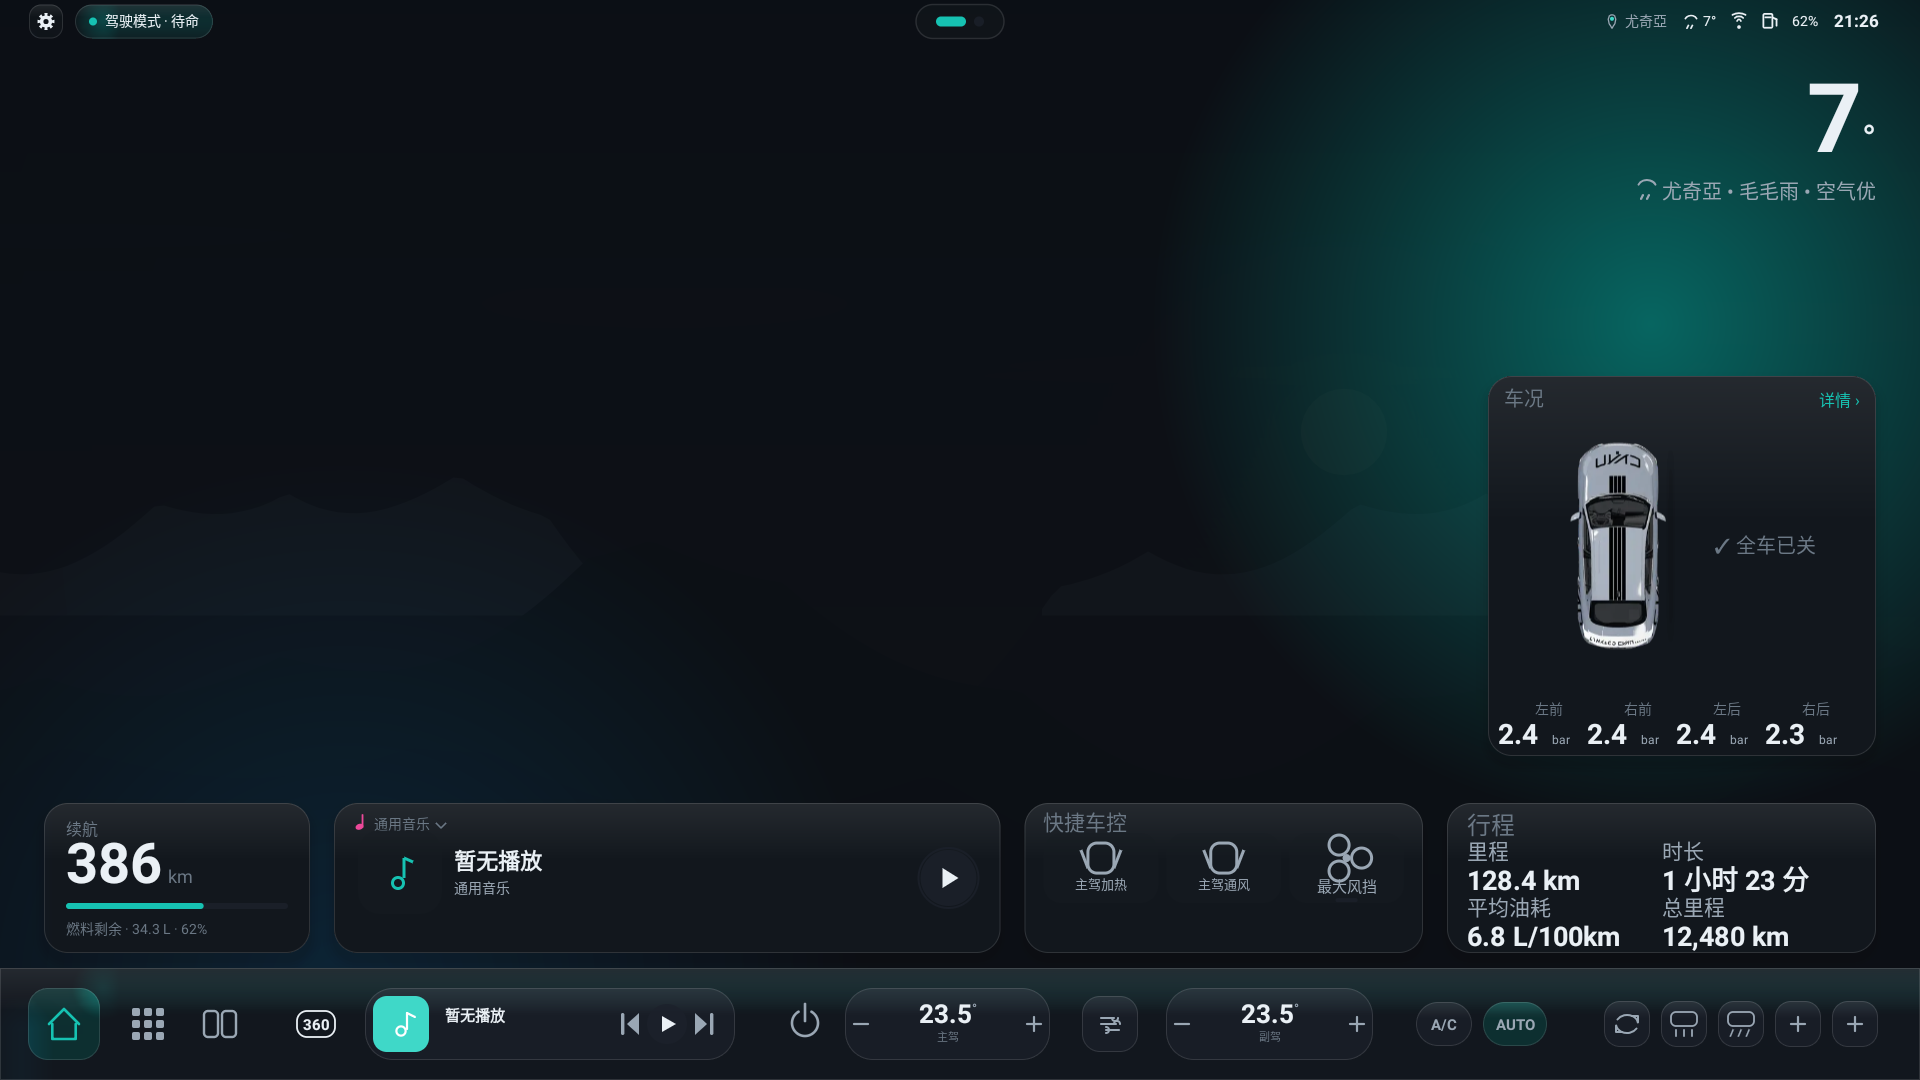 驾驶模式 · 待命
尤奇亞
7°
62%
21:26
7°
尤奇亞 • 毛毛雨 • 空气优
车况
详情 ›
✓ 全车已关
左前
右前
左后
右后
2.4 bar
2.4 bar
2.4 bar
2.3 bar
续航
386 km
燃料剩余 · 34.3 L · 62%
通用音乐
暂无播放
通用音乐
快捷车控
主驾加热
主驾通风
最大风挡
行程
里程
时长
128.4 km
1 小时 23 分
平均油耗
总里程
6.8 L/100km
12,480 km
360
暂无播放
23.5°
主驾
23.5°
副驾
A/C
AUTO